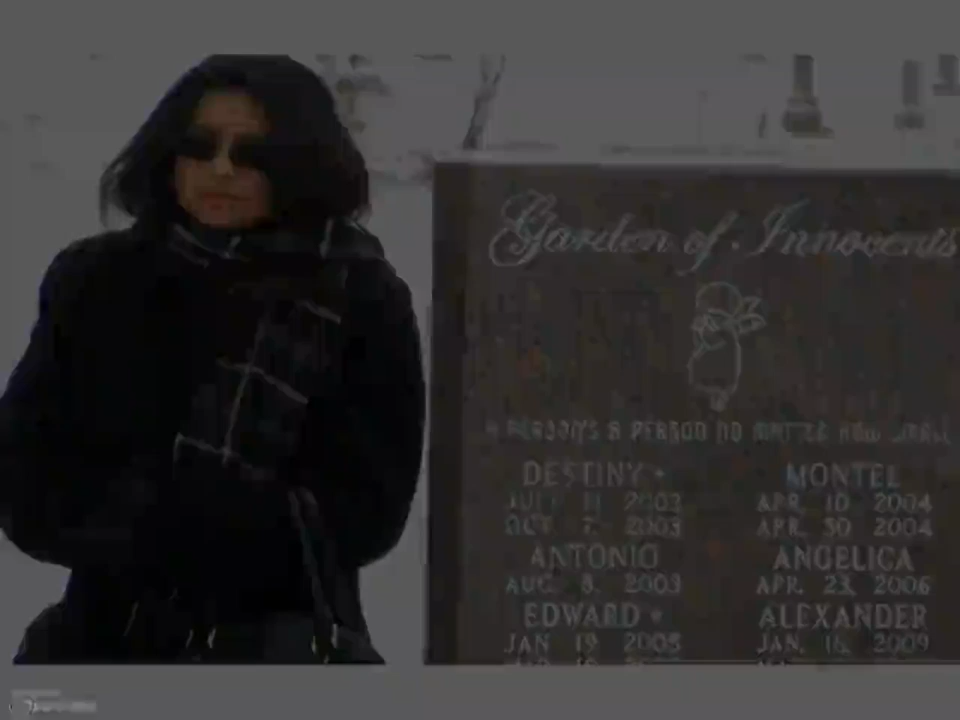 Garden of Innocents
A PERSON'S A PERSON NO MATTER HOW SMALL
DESTINY MONTEL
JULY 11 2003 APR. 10 2004
OCT 7. 2003 APR. 30 2004
ANTONIO ANGELICA
AUG. 8. 2003 APR. 23, 2006
EDWARD ALEXANDER
JAN 19 2005 JAN. 16, 2009